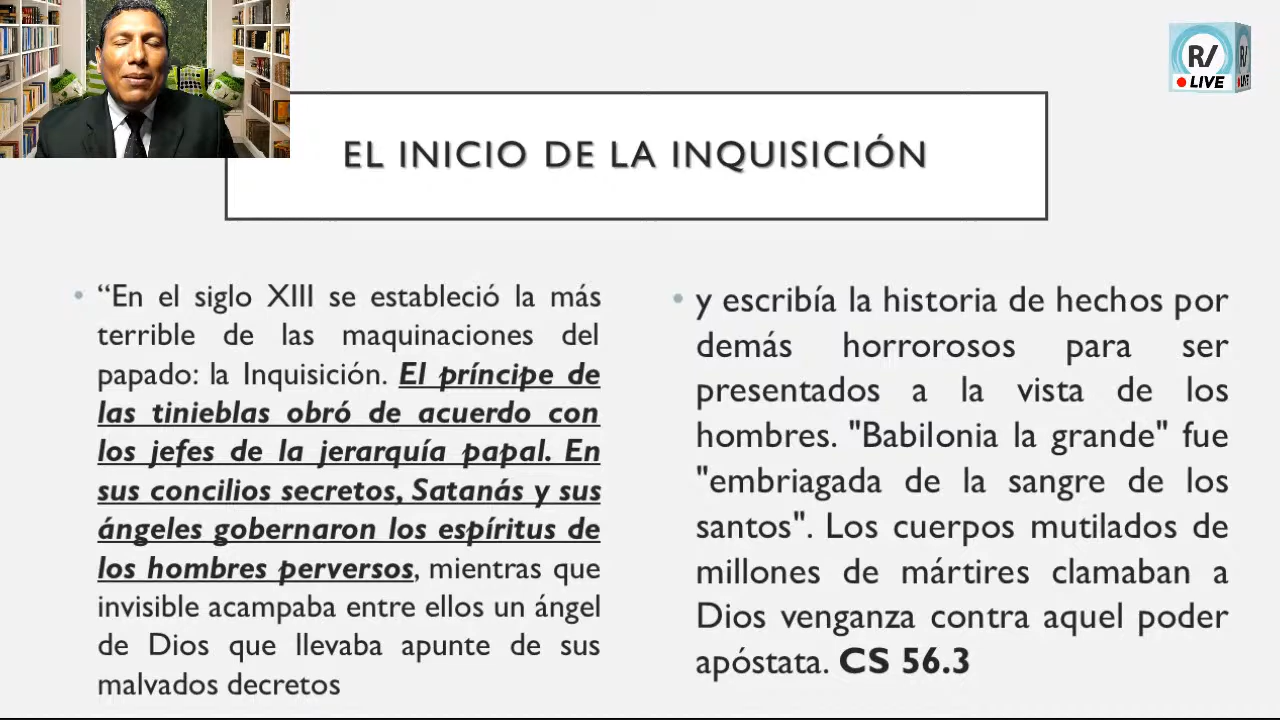 R/
LIVE
EL INICIO DE LA INQUISICIÓN
• “En el siglo XIII se estableció la más
terrible de las maquinaciones del
papado: la Inquisición. El príncipe de
las tinieblas obró de acuerdo con
los jefes de la jerarquía papal. En
sus concilios secretos, Satanás y sus
ángeles gobernaron los espíritus de
los hombres perversos, mientras que
invisible acampaba entre ellos un ángel
de Dios que llevaba apunte de sus
malvados decretos
• y escribía la historia de hechos por
demás horrorosos para ser
presentados a la vista de los
hombres. "Babilonia la grande" fue
"embriagada de la sangre de los
santos". Los cuerpos mutilados de
millones de mártires clamaban a
Dios venganza contra aquel poder
apóstata. CS 56.3